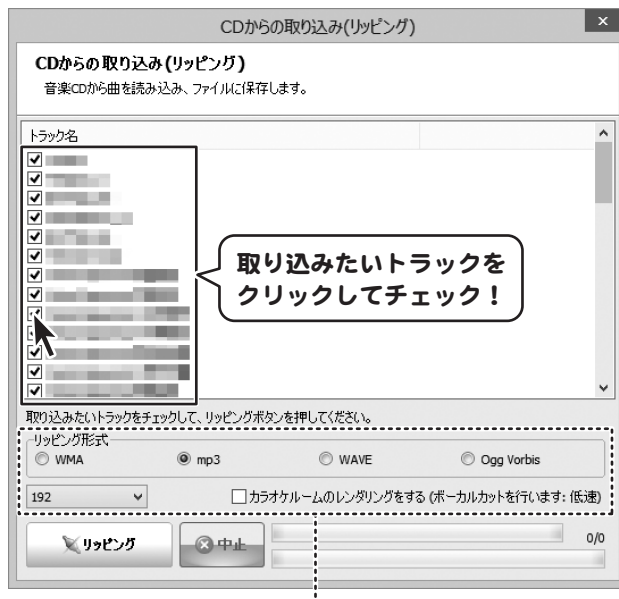 CDからの取り込み(リッピング)
x
CDからの取り込み(リッピング)
音楽CDから曲を読み込み、ファイルに保存します。
トラック名
取り込みたいトラックを
クリックしてチェック！
取り込みたいトラックをチェックして、リッピングボタンを押してください。
リッピング形式
WMA
mp3
WAVE
Ogg Vorbis
192
カラオケルームのレンダリングをする (ボーカルカットを行います: 低速)
リッピング
中止
0/0